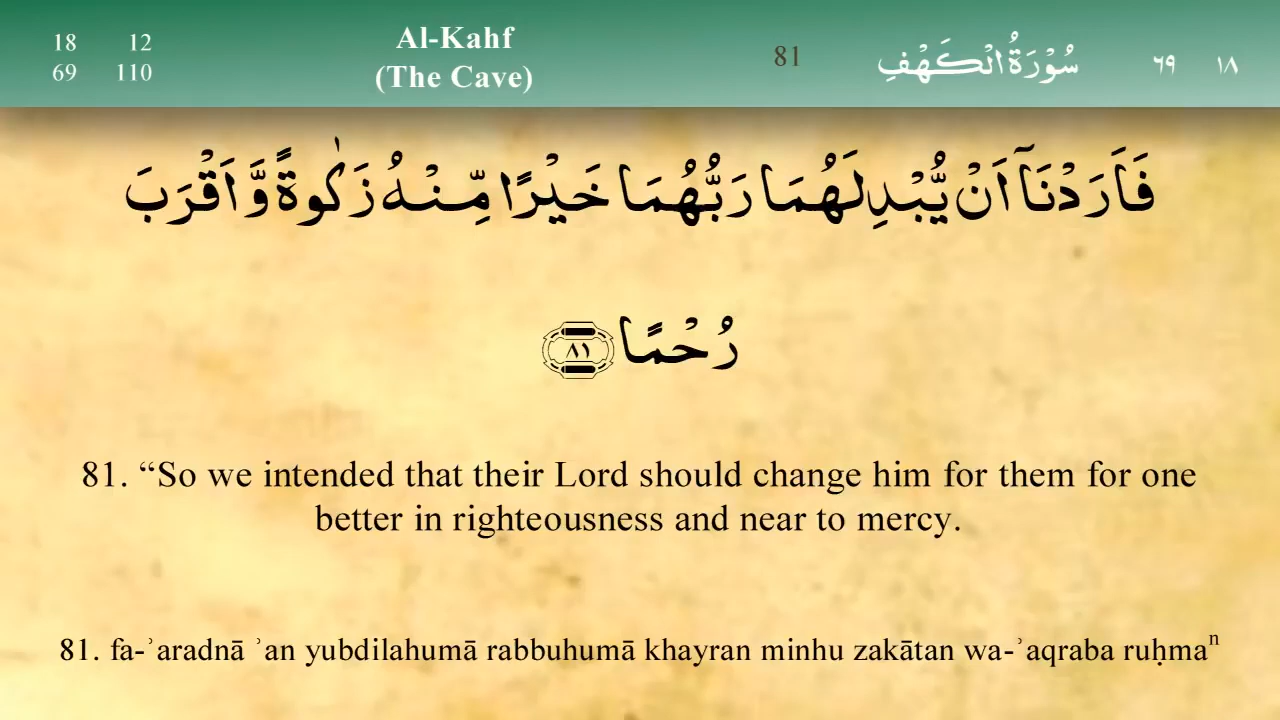 18 12
69 110
Al-Kahf
(The Cave)
81
سُوْرَةُ الْكَهْفِ
٦٩ ١٨
فَاَرَدْنَاۤ اَنْ يُّبْدِلَهُمَا رَبُّهُمَا خَيْرًا مِّنْهُ زَكٰوةً وَّاَقْرَبَ
رُحْمًا ٨١
81. “So we intended that their Lord should change him for them for one
better in righteousness and near to mercy.
81. fa-ʾaradnā ʾan yubdilahumā rabbuhumā khayran minhu zakātan wa-ʾaqraba ruḥmaⁿ